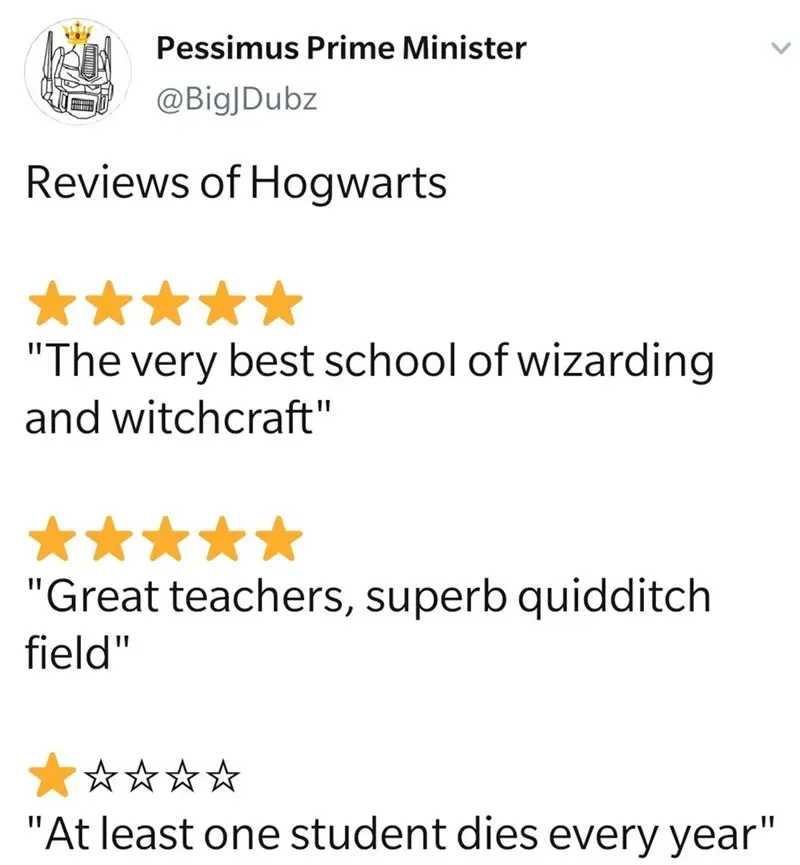 Pessimus Prime Minister
@BigJDubz
Reviews of Hogwarts
★★★★★
"The very best school of wizarding
and witchcraft"
★★★★★
"Great teachers, superb quidditch
field"
★☆☆☆☆
"At least one student dies every year"